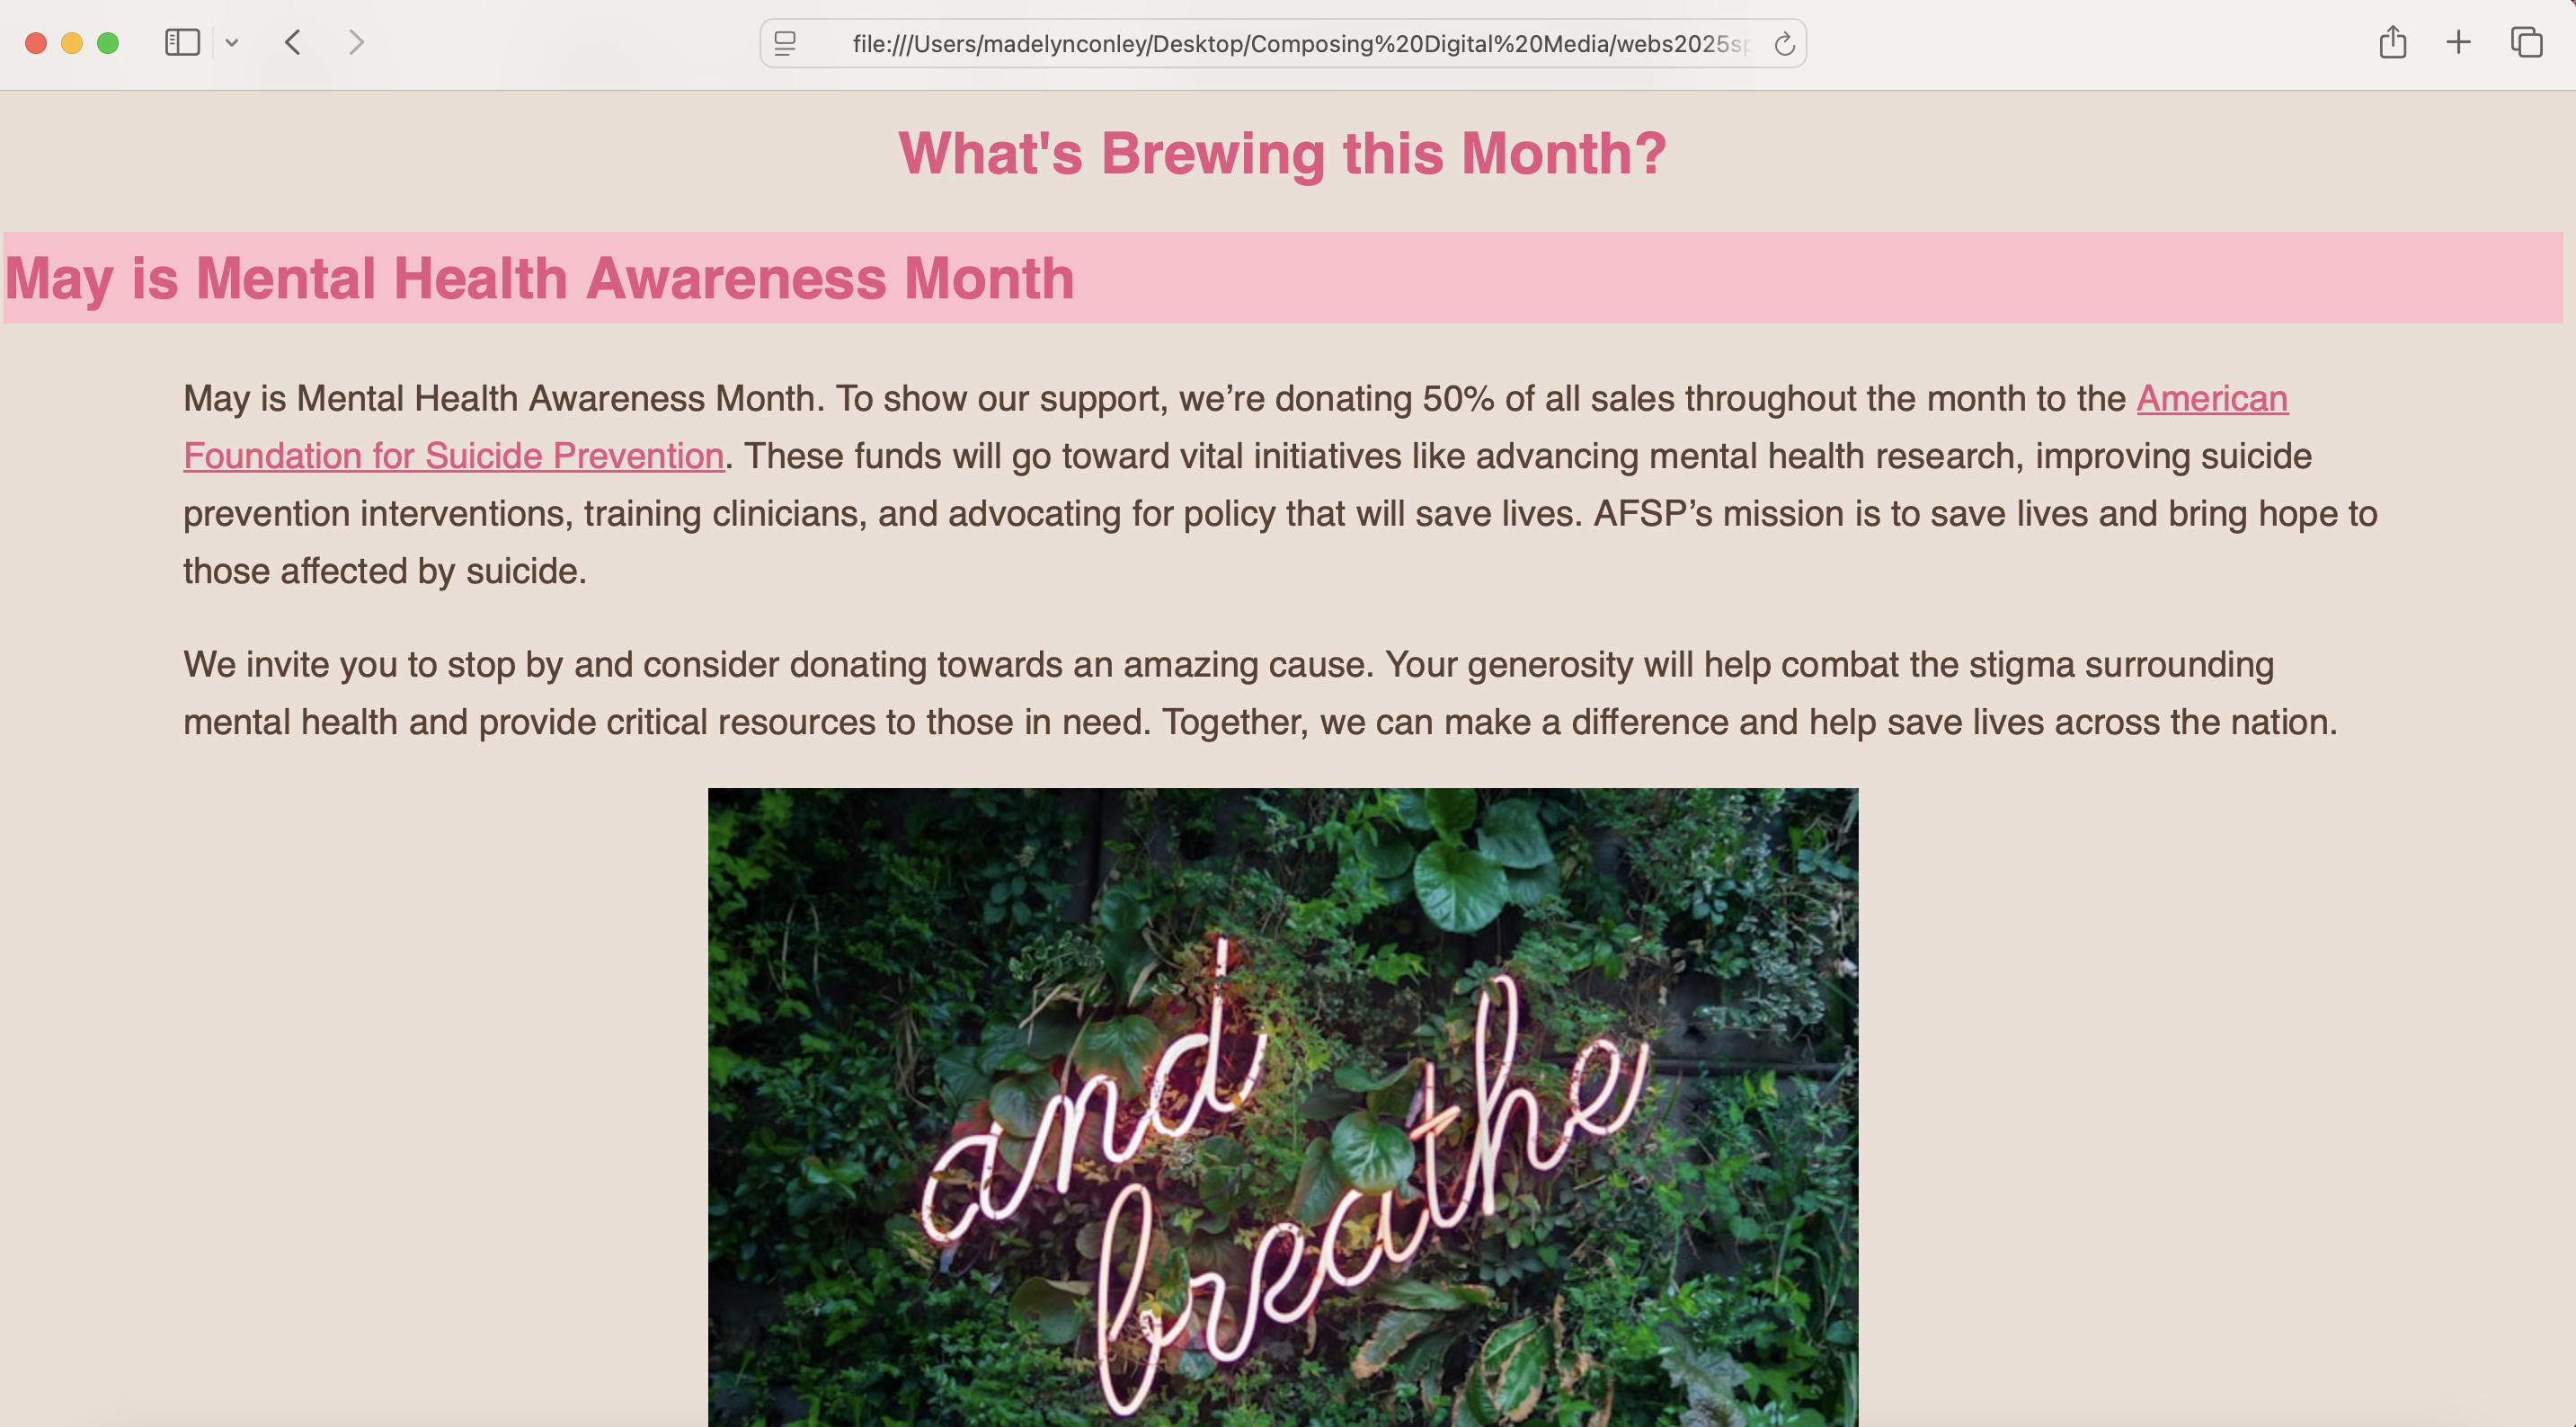 file:///Users/madelynconley/Desktop/Composing%20Digital%20Media/webs2025s
What's Brewing this Month?
May is Mental Health Awareness Month
May is Mental Health Awareness Month. To show our support, we’re donating 50% of all sales throughout the month to the American
Foundation for Suicide Prevention. These funds will go toward vital initiatives like advancing mental health research, improving suicide
prevention interventions, training clinicians, and advocating for policy that will save lives. AFSP’s mission is to save lives and bring hope to
those affected by suicide.
We invite you to stop by and consider donating towards an amazing cause. Your generosity will help combat the stigma surrounding
mental health and provide critical resources to those in need. Together, we can make a difference and help save lives across the nation.
and
breathe